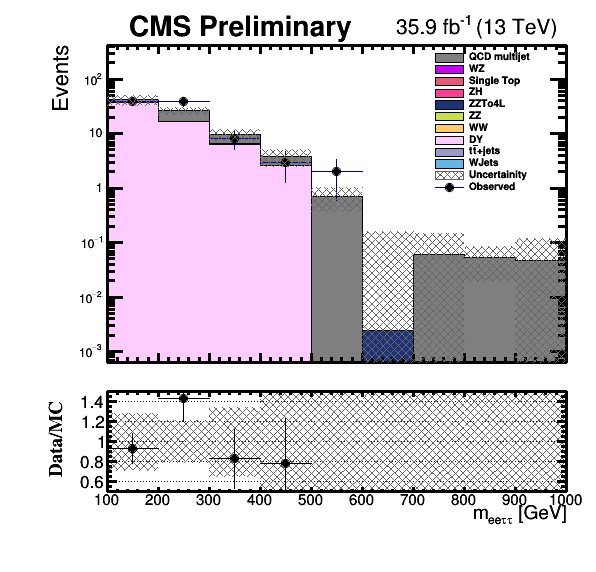 CMS Preliminary 35.9 fb⁻¹ (13 TeV)
Events
10²
10
1
10⁻¹
10⁻²
10⁻³
QCD multijet
WZ
Single Top
ZH
ZZTo4L
ZZ
WW
DY
tt̄+jets
WJets
Uncertainity
Observed
Data/MC
1.4
1.2
1
0.8
0.6
100 200 300 400 500 600 700 800 900 1000
m_eeττ [GeV]